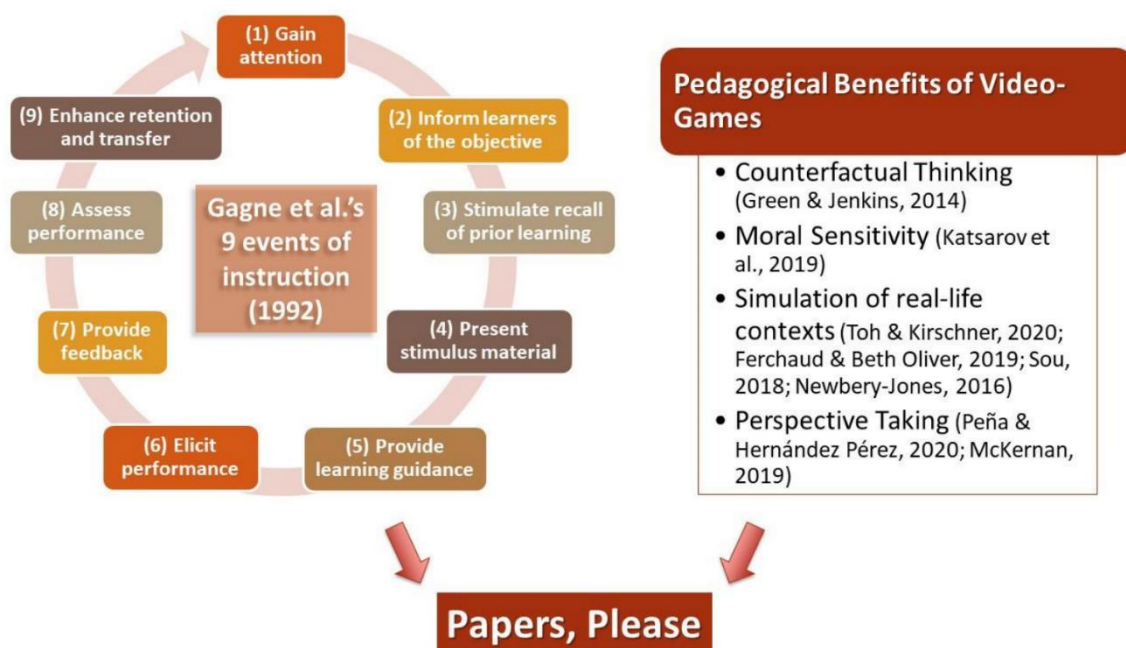 (1) Gain
attention
(2) Inform learners
of the objective
(3) Stimulate recall
of prior learning
(4) Present
stimulus material
(5) Provide
learning guidance
(6) Elicit
performance
(7) Provide
feedback
(8) Assess
performance
(9) Enhance retention
and transfer
Gagne et al.'s
9 events of
instruction
(1992)
Pedagogical Benefits of Video-
Games
• Counterfactual Thinking
(Green & Jenkins, 2014)
• Moral Sensitivity (Katsarov et
al., 2019)
• Simulation of real-life
contexts (Toh & Kirschner, 2020;
Ferchaud & Beth Oliver, 2019; Sou,
2018; Newbery-Jones, 2016)
• Perspective Taking (Peña &
Hernández Pérez, 2020; McKernan,
2019)
Papers, Please